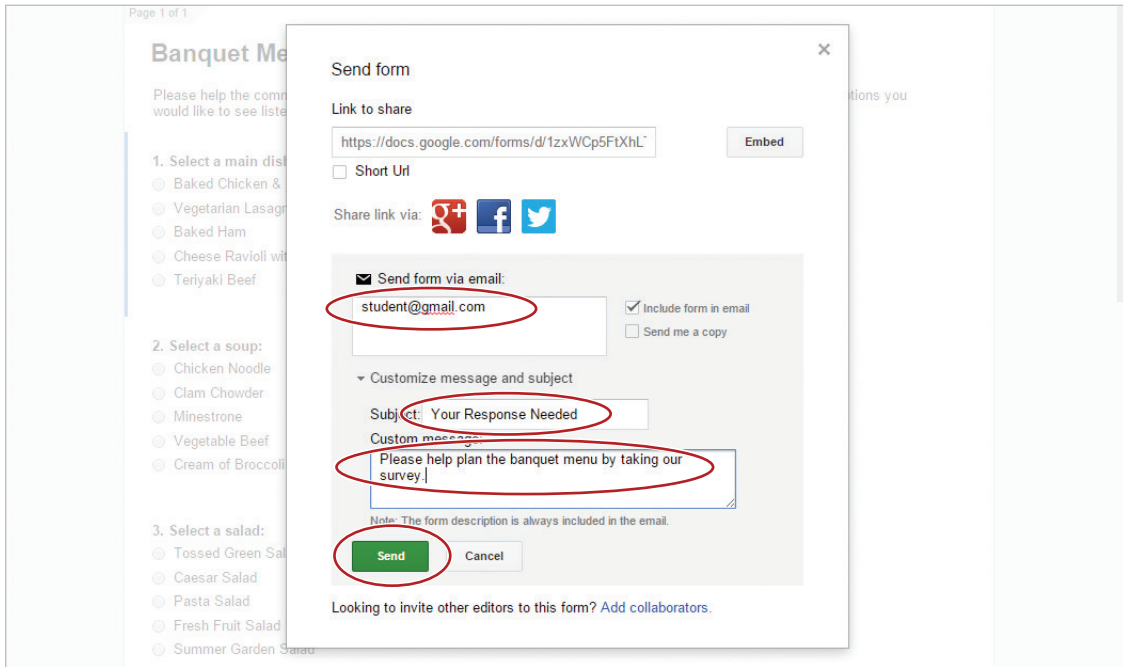 Page 1 of 1
Banquet Me
Send form
Please help the
tions you
would like to see liste
Link to share
https://docs.google.com/forms/d/1zxWCp5FtXhL
Embed
Short Url
1. Select a main dish
Baked Chicken &
Vegetarian Lasagn
Baked Ham
Cheese Ravioli wit
Teriyaki Beef
Share link via:
Send form via email:
student@gmail.com
Include form in email
Send me a copy
2. Select a soup:
Chicken Noodle
Clam Chowder
Minestrone
Vegetable Beef
Cream of Broccoli
Customize message and subject
Subject: Your Response Needed
Custom message:
Please help plan the banquet menu by taking our
survey.
Note: The form description is always included in the email.
Send
Cancel
3. Select a salad:
Tossed Green Sal
Caesar Salad
Pasta Salad
Fresh Fruit Salad
Summer Garden Salad
Looking to invite other editors to this form? Add collaborators.